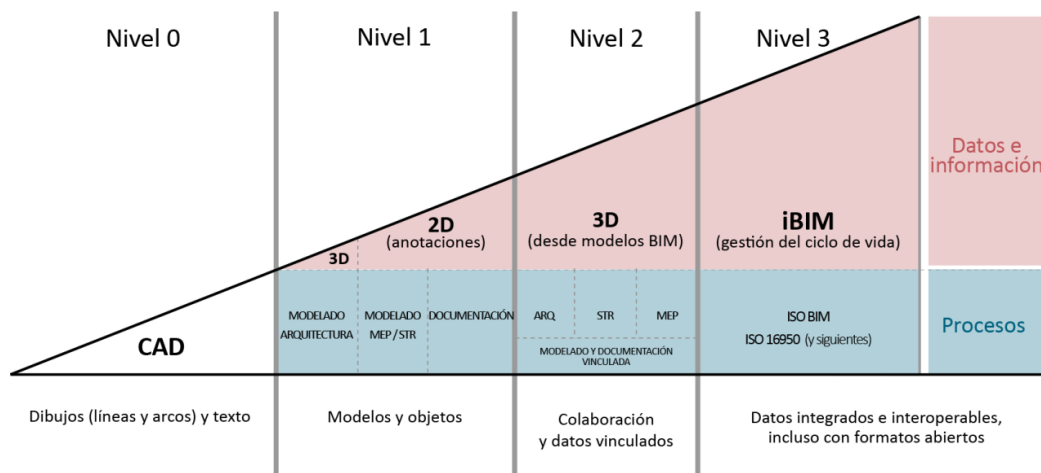 Nivel 0
Nivel 1
Nivel 2
Nivel 3
Datos e
información
2D
(anotaciones)
3D
3D
(desde modelos BIM)
iBIM
(gestión del ciclo de vida)
CAD
MODELADO
ARQUITECTURA
MODELADO
MEP / STR
DOCUMENTACIÓN
ARQ
STR
MEP
MODELADO Y DOCUMENTACIÓN
VINCULADA
ISO BIM
ISO 16950 (y siguientes)
Procesos
Dibujos (líneas y arcos) y texto
Modelos y objetos
Colaboración
y datos vinculados
Datos integrados e interoperables,
incluso con formatos abiertos